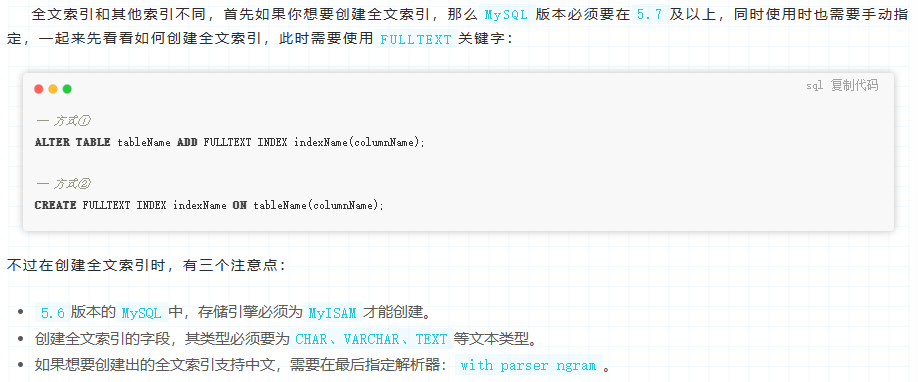 全文索引和其他索引不同，首先如果你想要创建全文索引，那么 MySQL 版本必须要在 5.7 及以上，同时使用时也需要手动指
定，一起来先看看如何创建全文索引，此时需要使用 FULLTEXT 关键字：
sql 复制代码
— 方式①
ALTER TABLE tableName ADD FULLTEXT INDEX indexName(columnName);
— 方式②
CREATE FULLTEXT INDEX indexName ON tableName(columnName);
不过在创建全文索引时，有三个注意点：
• 5.6 版本的 MySQL 中，存储引擎必须为 MyISAM 才能创建。
• 创建全文索引的字段，其类型必须要为 CHAR、VARCHAR、TEXT 等文本类型。
• 如果想要创建出的全文索引支持中文，需要在最后指定解析器： with parser ngram 。